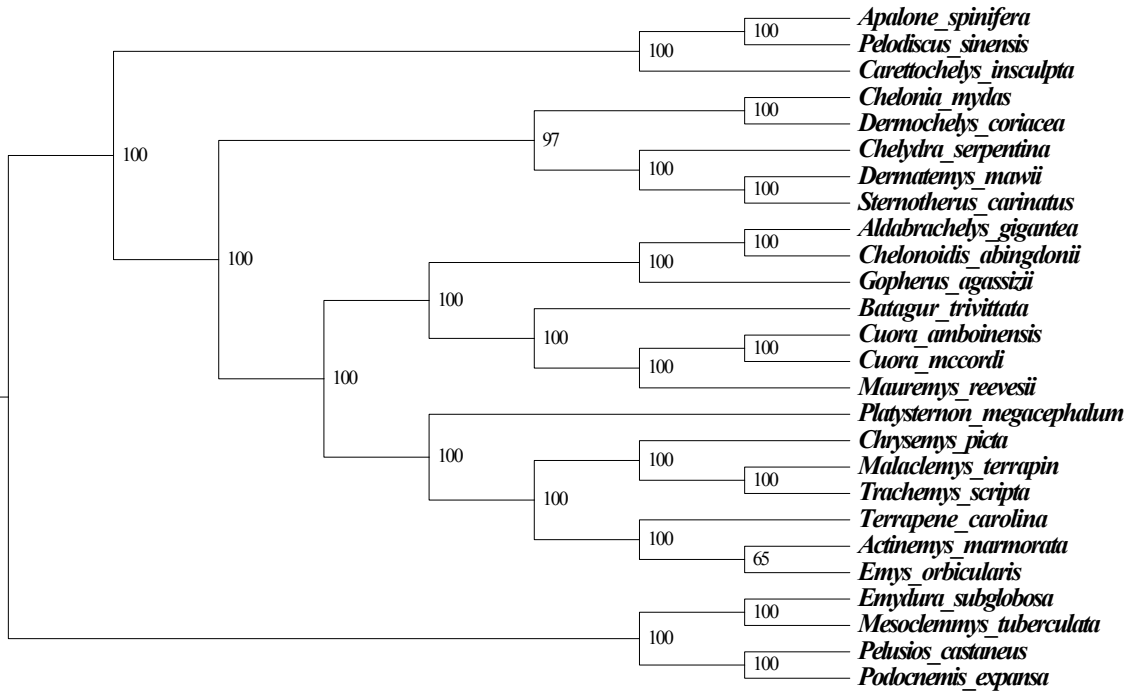 Apalone_spinifera
100
Pelodiscus_sinensis
100
Carettochelys_insculpta
Chelonia_mydas
100
Dermochelys_coriacea
97
Chelydra_serpentina
100
100
Dermatemys_mawii
100
Sternotherus_carinatus
Aldabrachelys_gigantea
100
Chelonoidis_abingdonii
100
100
Gopherus_agassizii
100
Batagur_trivittata
100
Cuora_amboinensis
100
Cuora_mccordi
100
100
Mauremys_reevesii
Platysternon_megacephalum
100
Chrysemys_picta
100
Malaclemys_terrapin
100
Trachemys_scripta
100
Terrapene_carolina
100
Actinemys_marmorata
65
Emys_orbicularis
Emydura_subglobosa
100
Mesoclemmys_tuberculata
100
Pelusios_castaneus
100
Podocnemis_expansa